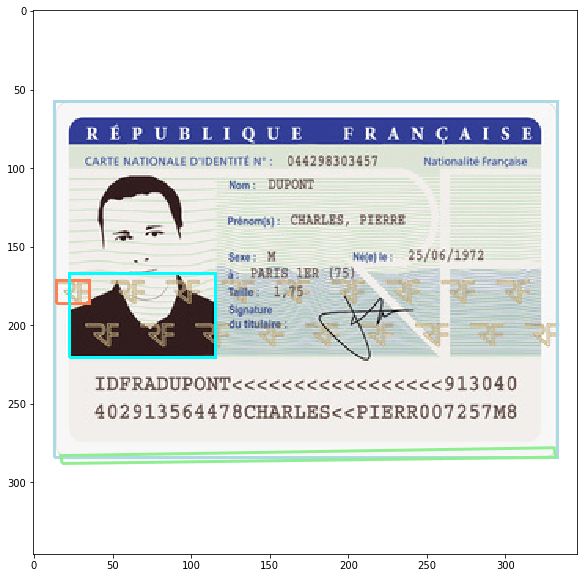 RÉPUBLIQUE FRANÇAISE
CARTE NATIONALE D'IDENTITÉ N° : 044298303457 Nationalité Française
Nom : DUPONT
Prénom(s) : CHARLES, PIERRE
Sexe : M Né(e) le : 25/06/1972
à : PARIS 1ER (75)
Taille : 1,75
Signature
du titulaire :
RF RF RF RF RF RF
RF RF RF RF RF RF
IDFRADUPONT<<<<<<<<<<<<<<<<<913040
402913564478CHARLES<<PIERR007257M8
0 50 100 150 200 250 300
0
50
100
150
200
250
300